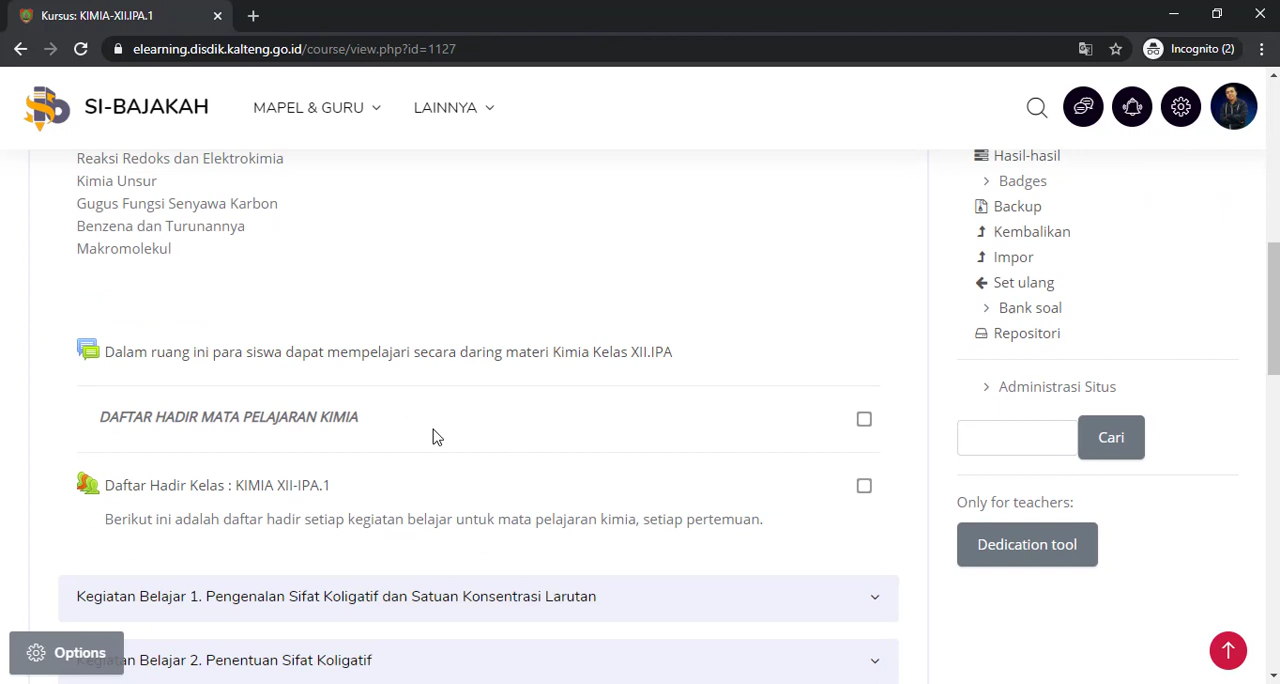 Kursus: KIMIA-XII.IPA.1
elearning.disdik.kalteng.go.id/course/view.php?id=1127
Incognito (2)
SI-BAJAKAH
MAPEL & GURU
LAINNYA
Reaksi Redoks dan Elektrokimia
Kimia Unsur
Gugus Fungsi Senyawa Karbon
Benzena dan Turunannya
Makromolekul
Dalam ruang ini para siswa dapat mempelajari secara daring materi Kimia Kelas XII.IPA
DAFTAR HADIR MATA PELAJARAN KIMIA
Daftar Hadir Kelas : KIMIA XII-IPA.1
Berikut ini adalah daftar hadir setiap kegiatan belajar untuk mata pelajaran kimia, setiap pertemuan.
Kegiatan Belajar 1. Pengenalan Sifat Koligatif dan Satuan Konsentrasi Larutan
Belajar 2. Penentuan Sifat Koligatif
Options
Hasil-hasil
Badges
Backup
Kembalikan
Impor
Set ulang
Bank soal
Repositori
Administrasi Situs
Cari
Only for teachers:
Dedication tool